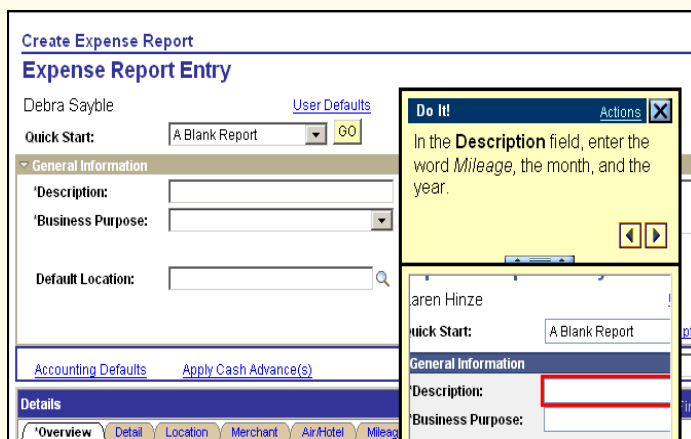 Create Expense Report
Expense Report Entry
Debra Sayble
User Defaults
Quick Start:
A Blank Report
GO
General Information
*Description:
*Business Purpose:
Default Location:
Accounting Defaults
Apply Cash Advance(s)
Details
*Overview
Detail
Location
Merchant
Air/Hotel
Do It!
Actions
In the Description field, enter the
word Mileage, the month, and the
year.
Hinze
Quick Start:
A Blank Report
General Information
*Description:
*Business Purpose: